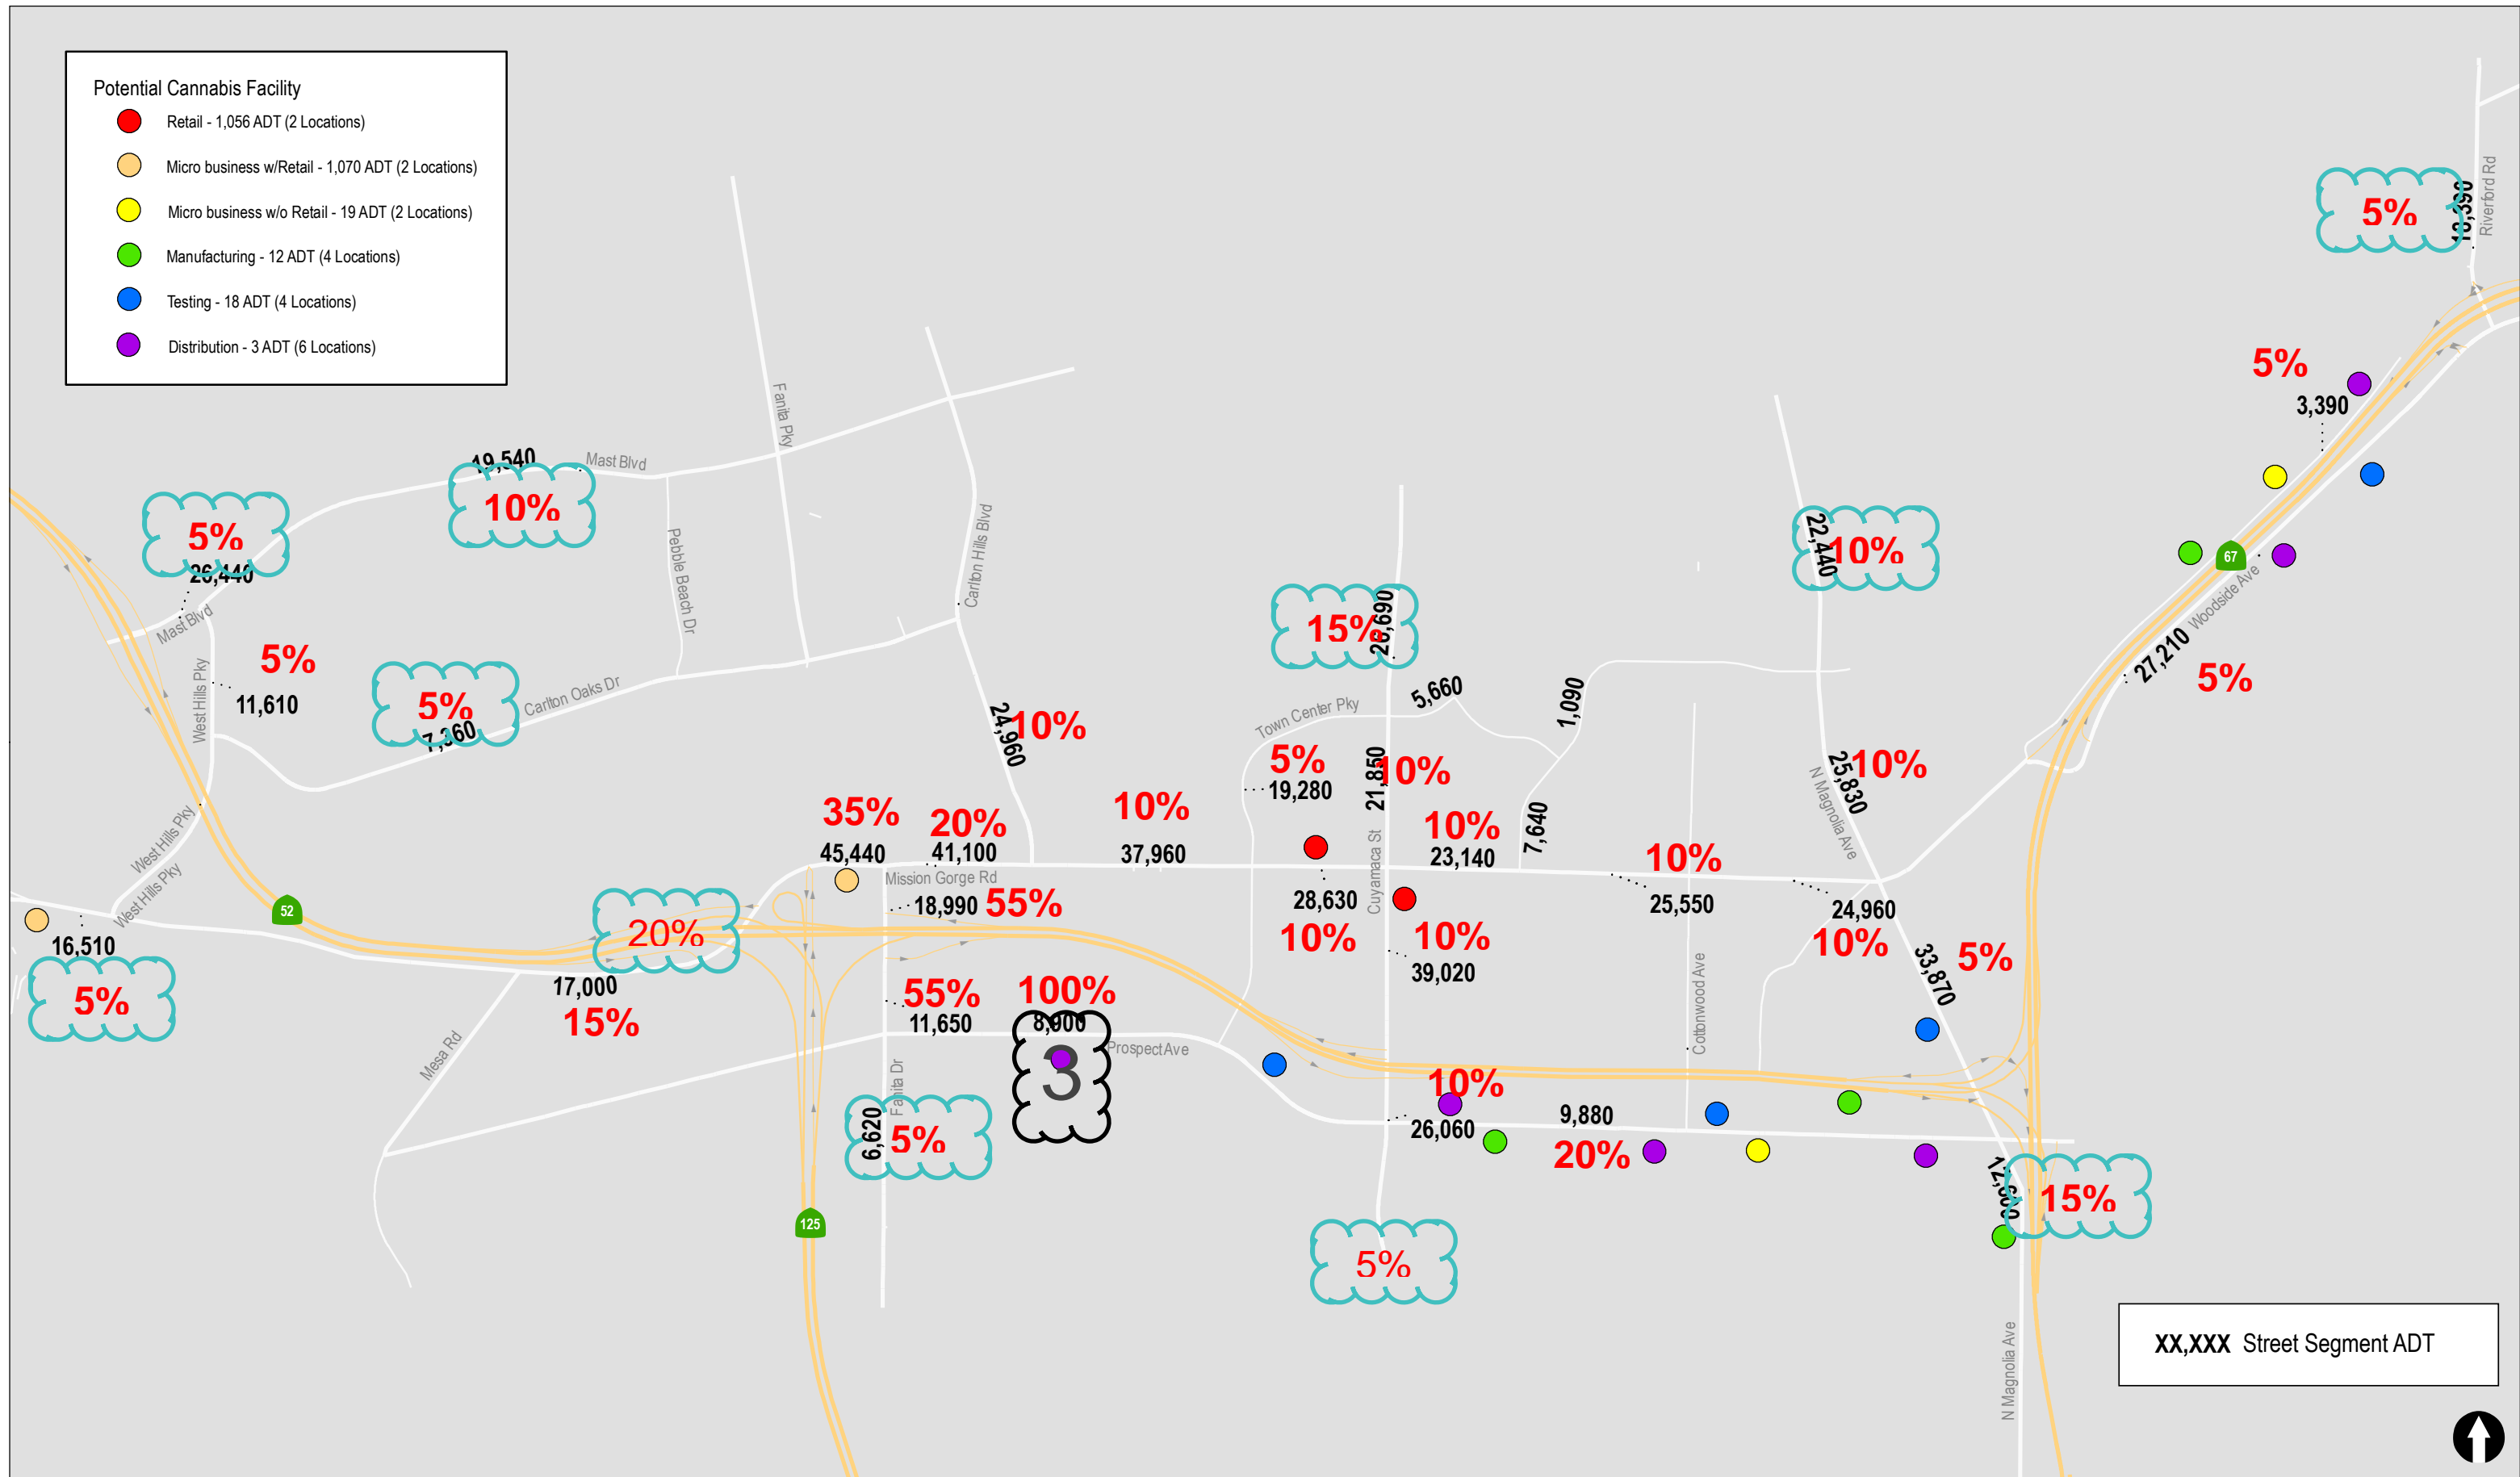 Potential Cannabis Facility
Retail - 1,056 ADT (2 Locations)
Micro business w/Retail - 1,070 ADT (2 Locations)
Micro business w/o Retail - 19 ADT (2 Locations)
Manufacturing - 12 ADT (4 Locations)
Testing - 18 ADT (4 Locations)
Distribution - 3 ADT (6 Locations)
Riverford Rd
5%
5%
3,390
Fanita Pky
19,540
Mast Blvd
10%
5%
26,440
Mast Blvd
Pebble Beach Dr
Carlton Hills Blvd
22,440
10%
67
Woodside Ave
27,210
5%
15%
26,690
5%
11,610
West Hills Pky
5%
7,360
Carlton Oaks Dr
24,960
10%
Town Center Pky
5,660
1,090
5%
19,280
21,850
10%
25,830
10%
N Magnolia Ave
35%
45,440
20%
41,100
10%
37,960
10%
23,140
7,640
10%
25,550
24,960
10%
West Hills Pky
West Hills Pky
Mission Gorge Rd
18,990
55%
28,630
10%
Cuyamaca St
10%
39,020
52
16,510
5%
20%
17,000
15%
33,870
5%
55%
11,650
100%
8,900
3
Prospect Ave
Cottonwood Ave
Mesa Rd
Fanita Dr
6,620
5%
10%
26,060
9,880
20%
15%
125
5%
N Magnolia Ave
XX,XXX Street Segment ADT